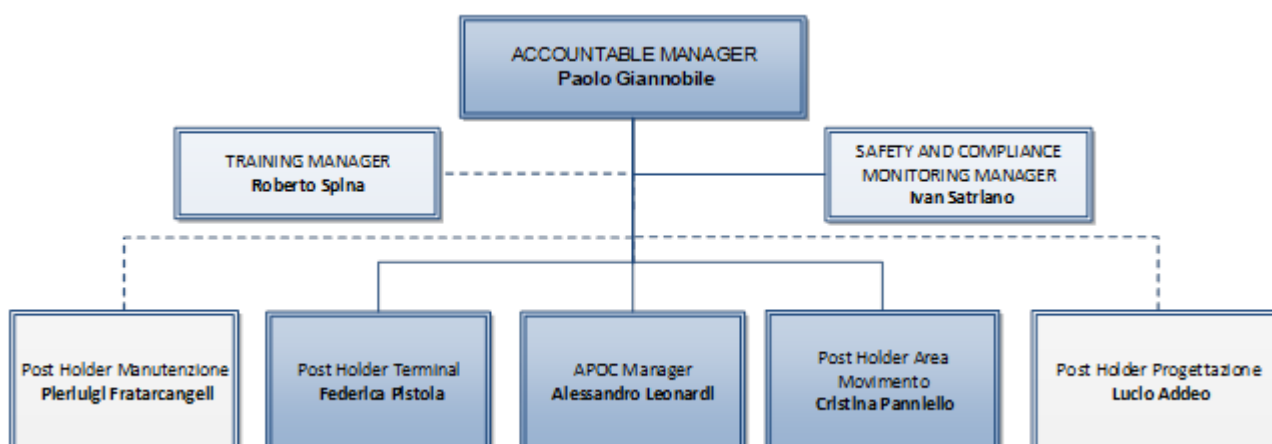 ACCOUNTABLE MANAGER
Paolo Giannobile
TRAINING MANAGER
Roberto Spina
SAFETY AND COMPLIANCE
MONITORING MANAGER
Ivan Satriano
Post Holder Manutenzione
Pierluigi Fratarcangeli
Post Holder Terminal
Federica Pistola
APOC Manager
Alessandro Leonardi
Post Holder Area
Movimento
Cristina Panniello
Post Holder Progettazione
Lucio Addeo